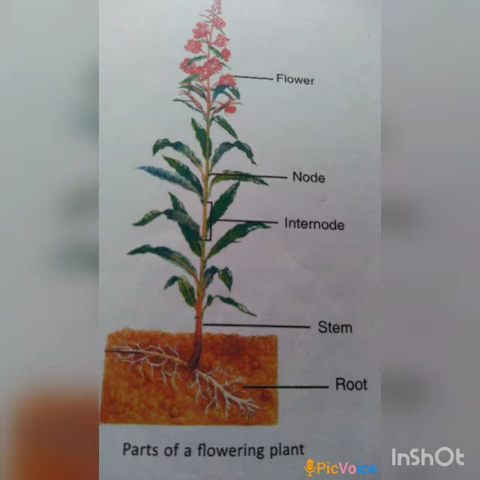 Flower
Node
Internode
Stem
Root
Parts of a flowering plant
PicVoice
InShOt